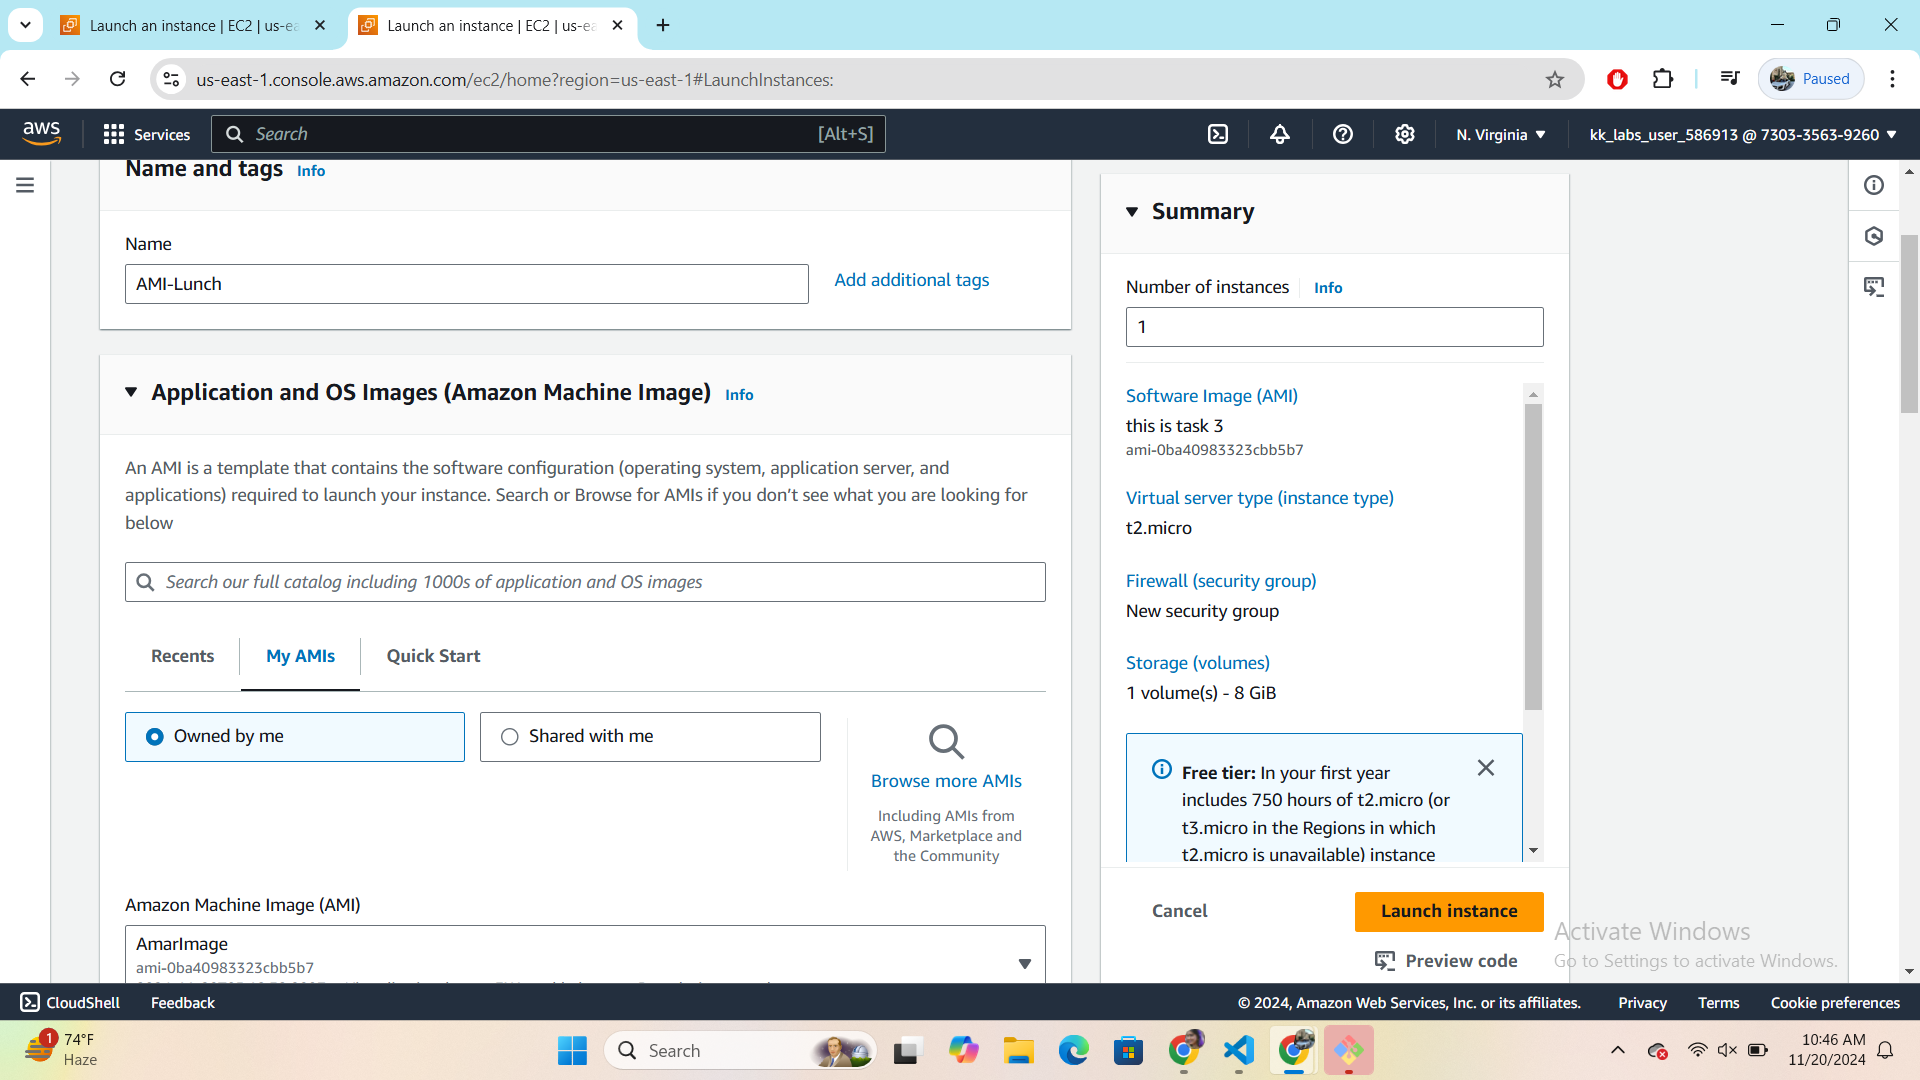 Launch an instance | EC2 | us-ea
Launch an instance | EC2 | us-ea
us-east-1.console.aws.amazon.com/ec2/home?region=us-east-1#LaunchInstances:
Paused
aws
Services
Search
[Alt+S]
N. Virginia
kk_labs_user_586913 @ 7303-3563-9260
Name and tags Info
Name
AMI-Lunch
Add additional tags
Application and OS Images (Amazon Machine Image) Info
An AMI is a template that contains the software configuration (operating system, application server, and
applications) required to launch your instance. Search or Browse for AMIs if you don’t see what you are looking for
below
Search our full catalog including 1000s of application and OS images
Recents
My AMIs
Quick Start
Owned by me
Shared with me
Browse more AMIs
Including AMIs from
AWS, Marketplace and
the Community
Amazon Machine Image (AMI)
AmarImage
ami-0ba40983323cbb5b7
Summary
Number of instances Info
1
Software Image (AMI)
this is task 3
ami-0ba40983323cbb5b7
Virtual server type (instance type)
t2.micro
Firewall (security group)
New security group
Storage (volumes)
1 volume(s) - 8 GiB
Free tier: In your first year
includes 750 hours of t2.micro (or
t3.micro in the Regions in which
t2.micro is unavailable) instance
Cancel
Launch instance
Preview code
Activate Windows
Go to Settings to activate Windows.
CloudShell
Feedback
© 2024, Amazon Web Services, Inc. or its affiliates.
Privacy
Terms
Cookie preferences
1
74°F
Haze
Search
10:46 AM
11/20/2024